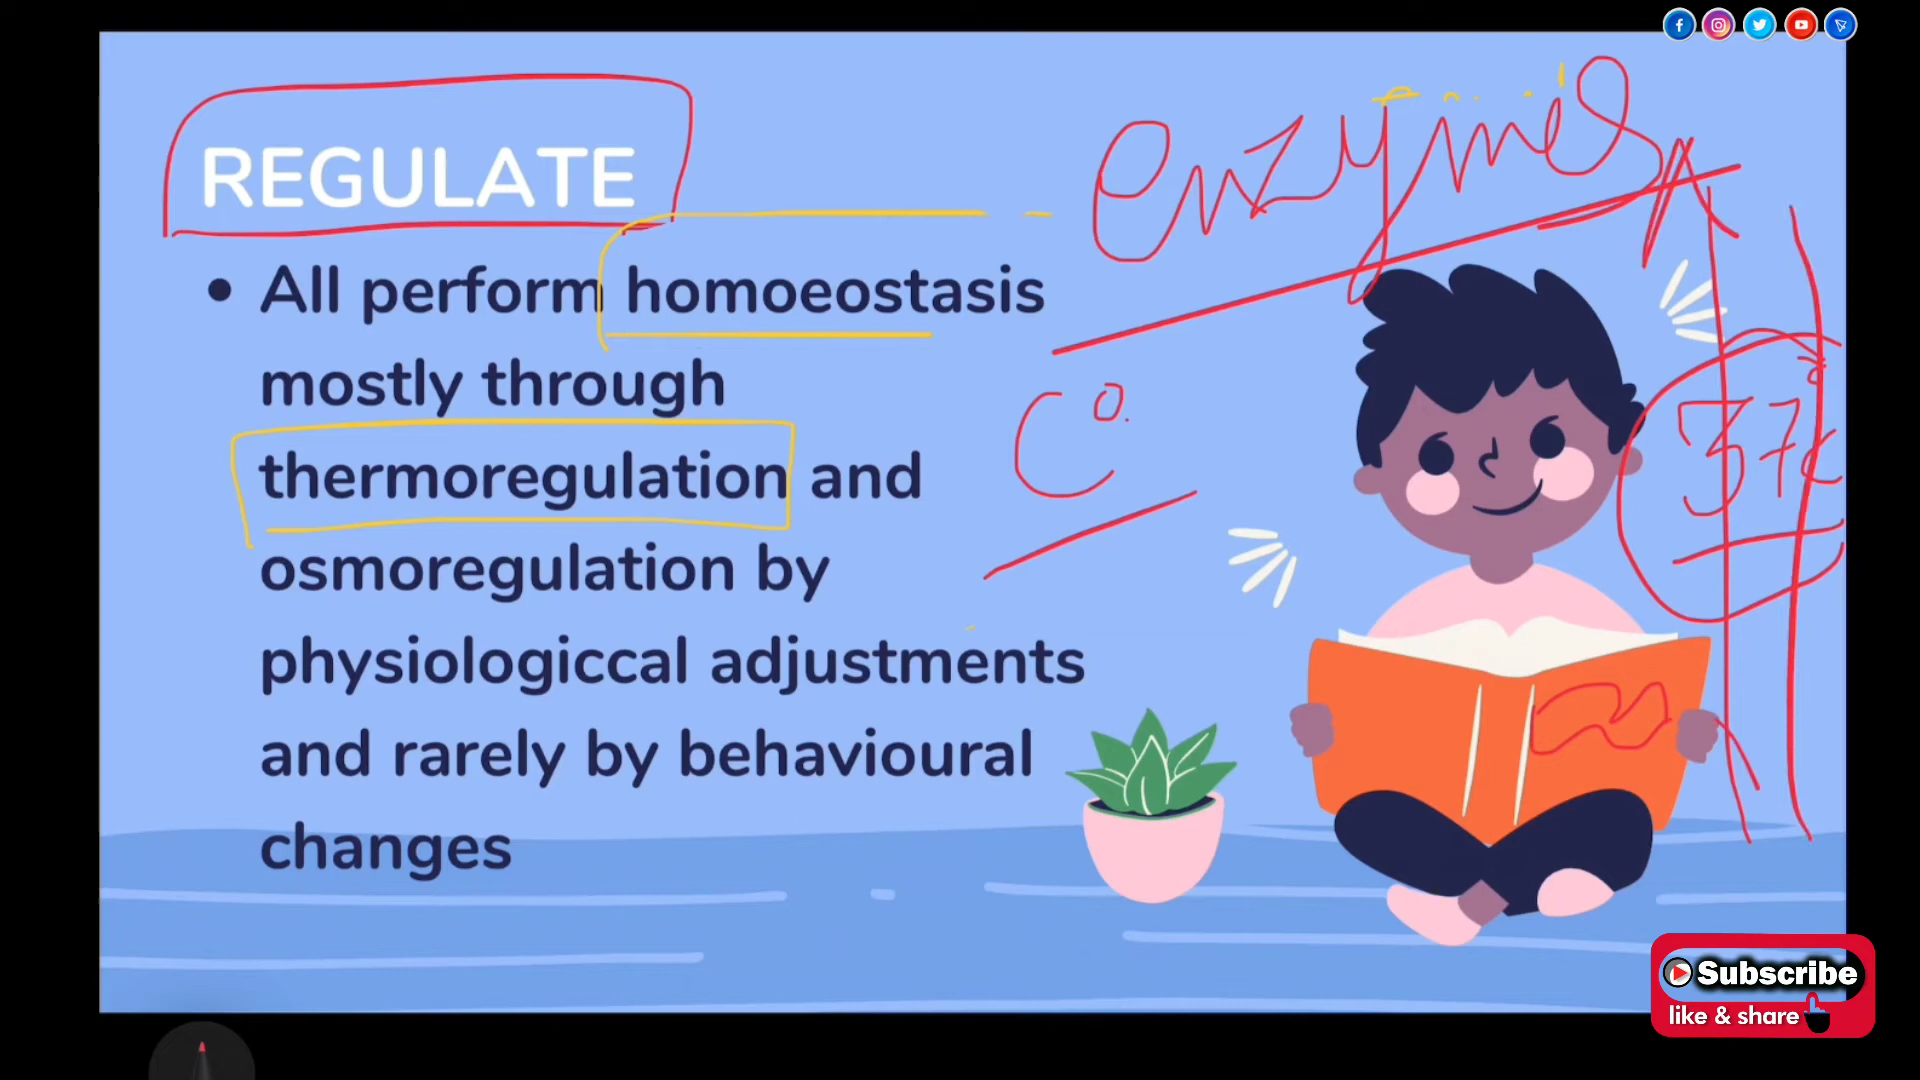 REGULATE
enzymes
• All perform homoeostasis
mostly through
C°
thermoregulation and
37°C
osmoregulation by
physiologiccal adjustments
and rarely by behavioural
changes
Subscribe
like & share